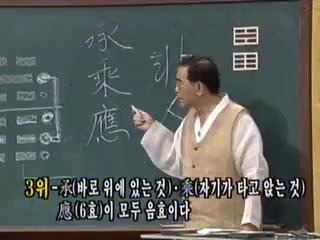 承
乘
應
3위-承(바로 위에 있는 것)·乘(자기가 타고 앉는 것)
應(6효)이 모두 음효이다